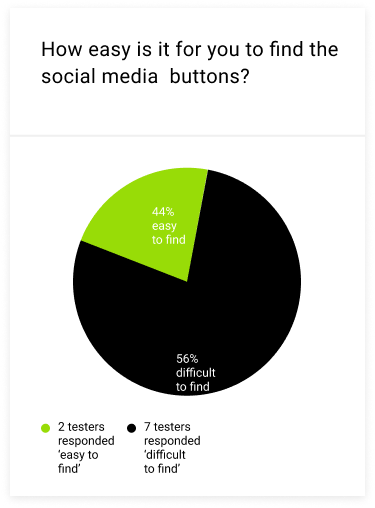 How easy is it for you to find the
social media  buttons?
44%
easy
to find
56%
difficult
to find
2 testers
responded
‘easy to
find’
7 testers
responded
‘difficult
to find’